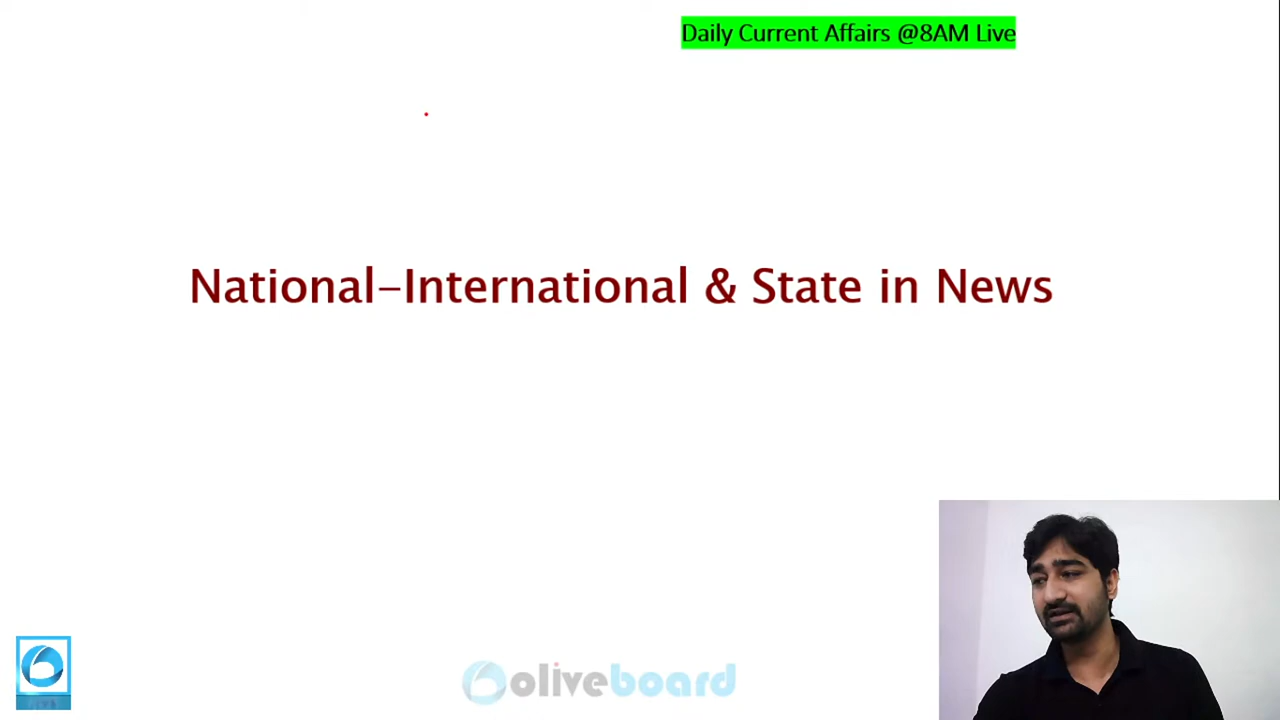 Daily Current Affairs @8AM Live
National-International & State in News
oliveboard